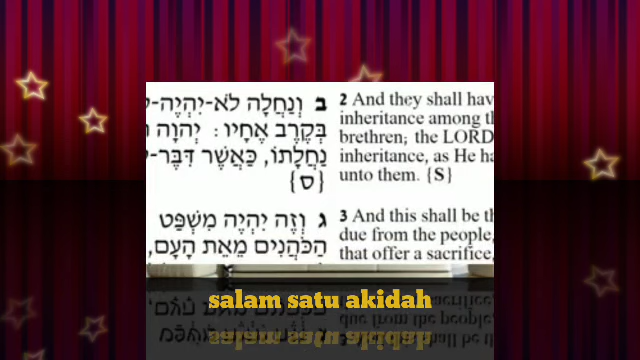 ב וְנַחֲלָה לֹא-יִהְיֶה-
בְּקֶרֶב אֶחָיו: יְהוָה
נַחֲלָתוֹ, כַּאֲשֶׁר דִּבֶּר-
{ס}
2 And they shall hav
inheritance among th
brethren; the LORD
inheritance, as He ha
unto them. {S}
ג וְזֶה יִהְיֶה מִשְׁפַּט
הַכֹּהֲנִים מֵאֵת הָעָם,
3 And this shall be th
due from the people,
that offer a sacrifice,
salam satu akidah